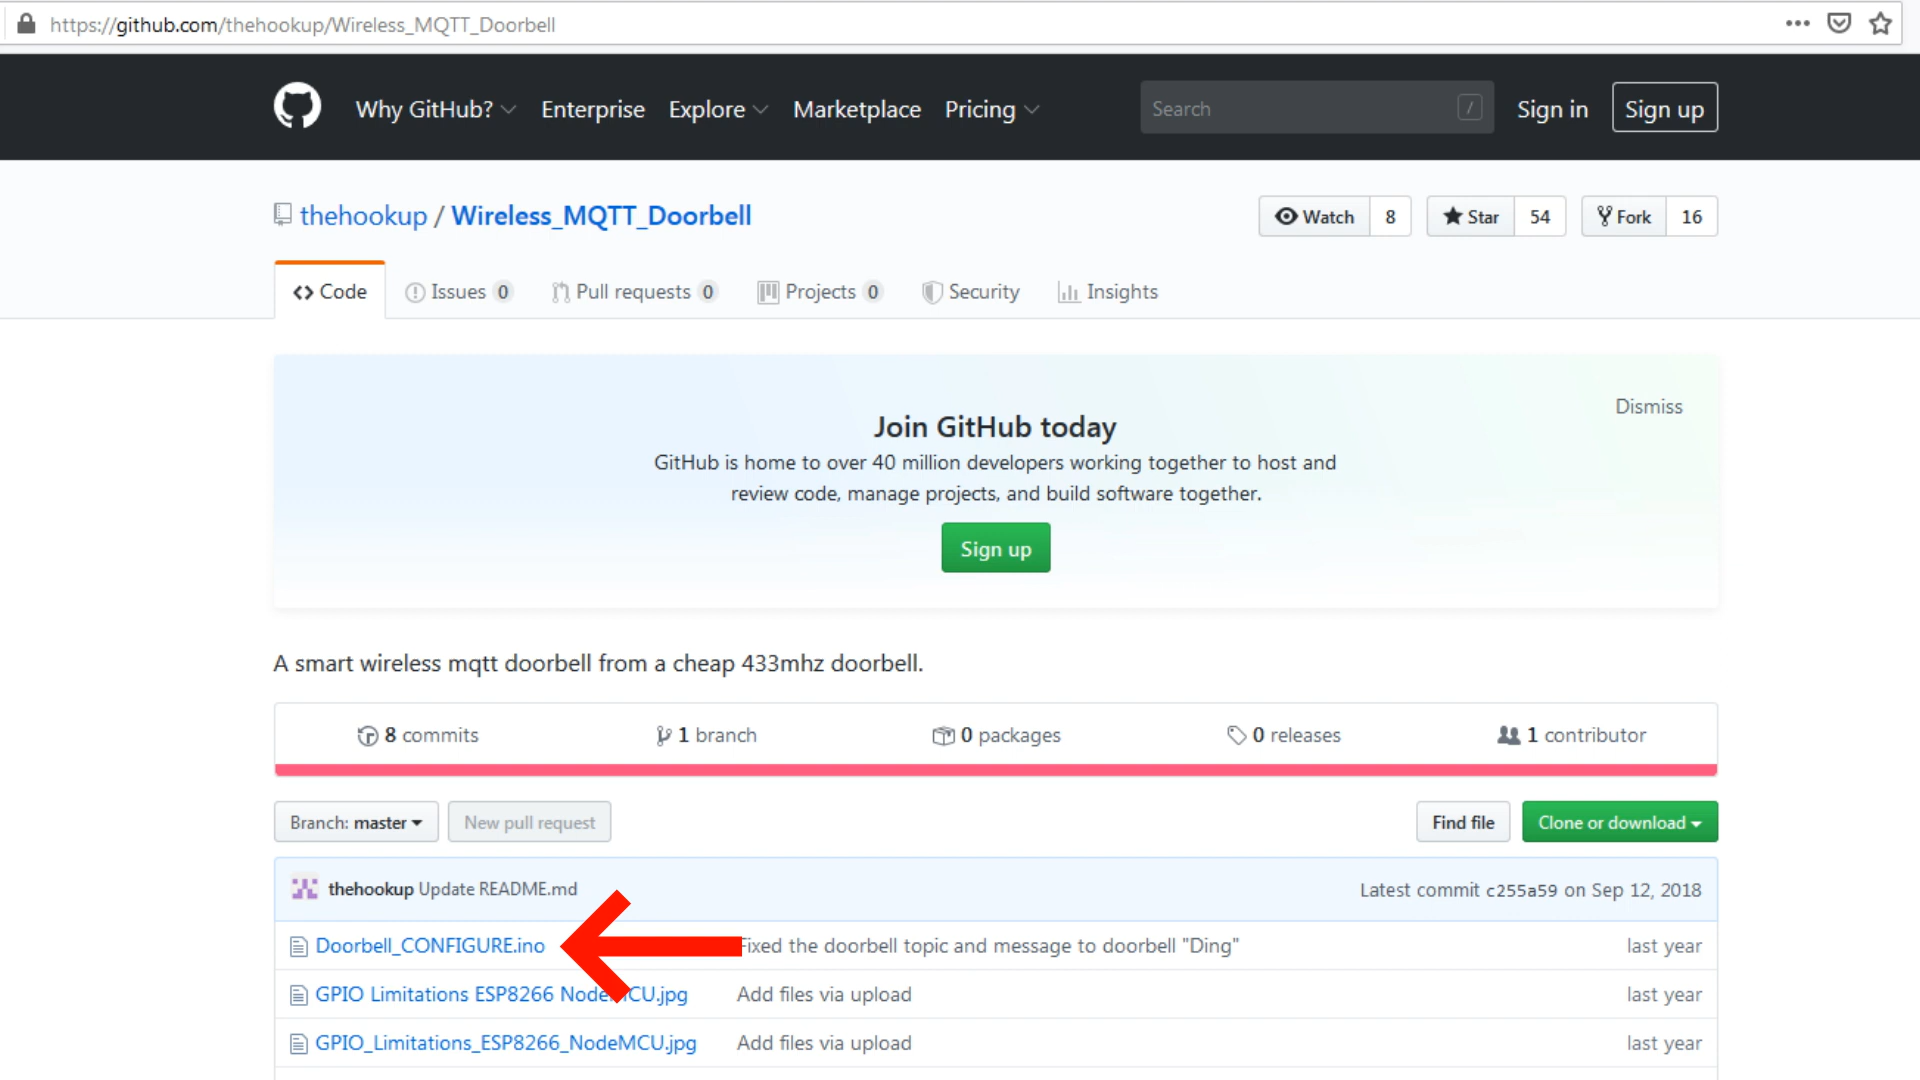 https://github.com/thehookup/Wireless_MQTT_Doorbell
Why GitHub? Enterprise Explore Marketplace Pricing Search / Sign in Sign up
thehookup / Wireless_MQTT_Doorbell Watch 8 Star 54 Fork 16
Code Issues 0 Pull requests 0 Projects 0 Security Insights
Dismiss
Join GitHub today
GitHub is home to over 40 million developers working together to host and
review code, manage projects, and build software together.
Sign up
A smart wireless mqtt doorbell from a cheap 433mhz doorbell.
8 commits 1 branch 0 packages 0 releases 1 contributor
Branch: master New pull request Find file Clone or download
thehookup Update README.md Latest commit c255a59 on Sep 12, 2018
Doorbell_CONFIGURE.ino Fixed the doorbell topic and message to doorbell "Ding" last year
GPIO Limitations ESP8266 NodeMCU.jpg Add files via upload last year
GPIO_Limitations_ESP8266_NodeMCU.jpg Add files via upload last year